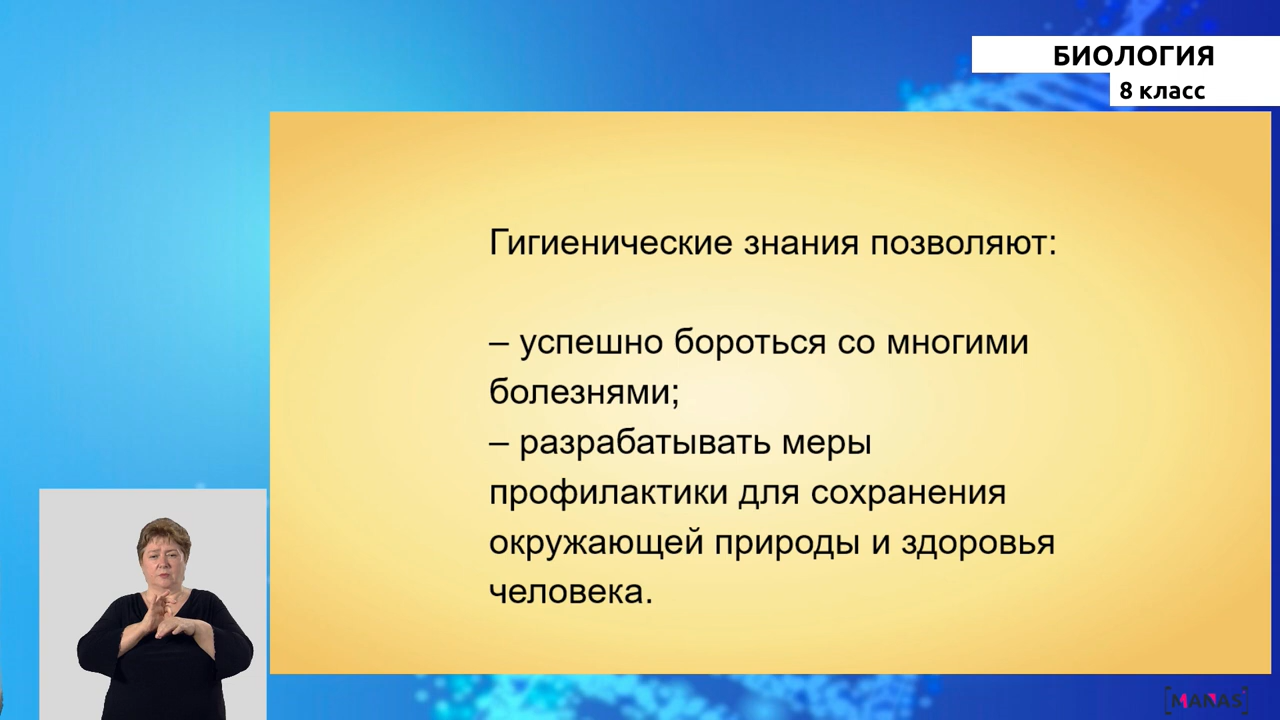 БИОЛОГИЯ
8 класс
Гигиенические знания позволяют:
– успешно бороться со многими
болезнями;
– разрабатывать меры
профилактики для сохранения
окружающей природы и здоровья
человека.
[MANAS]